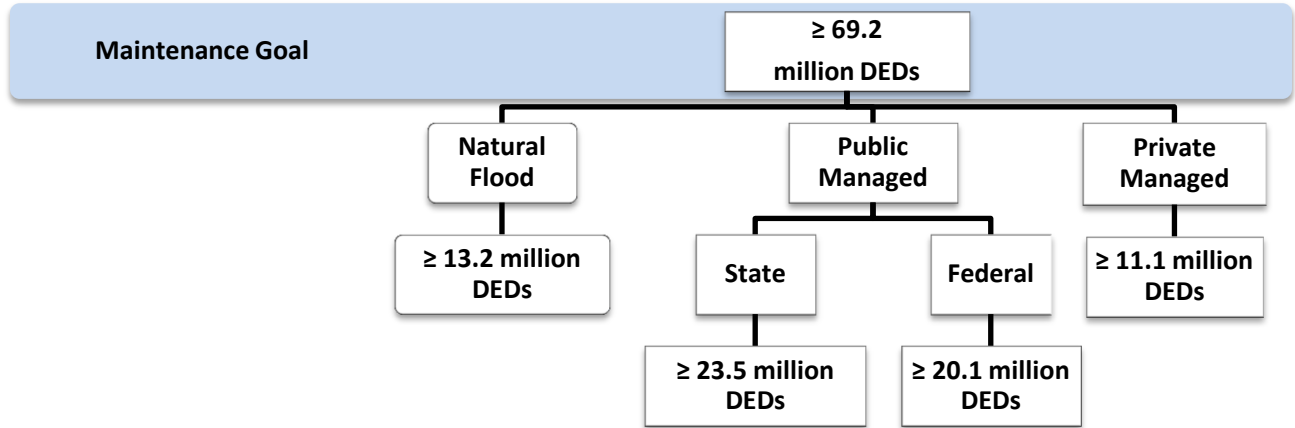 Maintenance Goal
≥ 69.2
million DEDs
Natural
Flood
Public
Managed
Private
Managed
≥ 13.2 million
DEDs
State
Federal
≥ 11.1 million
DEDs
≥ 23.5 million
DEDs
≥ 20.1 million
DEDs